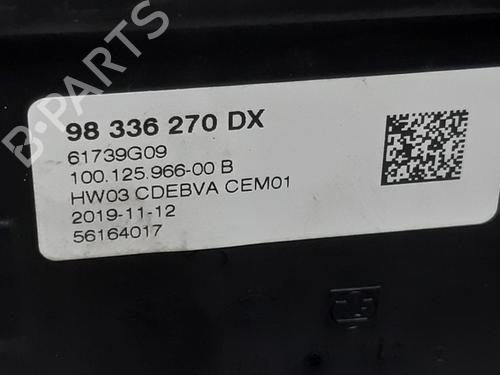 B-PARTS
98 336 270 DX
61739G09
100.125.966-00 B
HW03 CDEBVA CEM01
2019-11-12
56164017